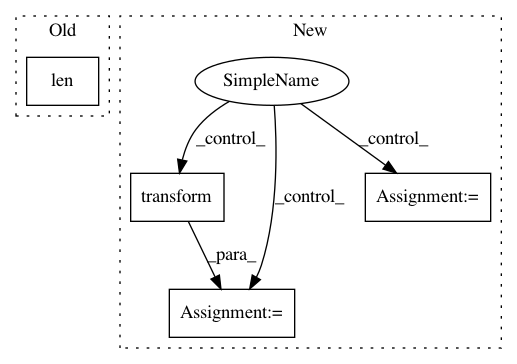 Old
New
len
SimpleName
_control_
_control_
_control_
transform
Assignment:=
_para_
Assignment:=